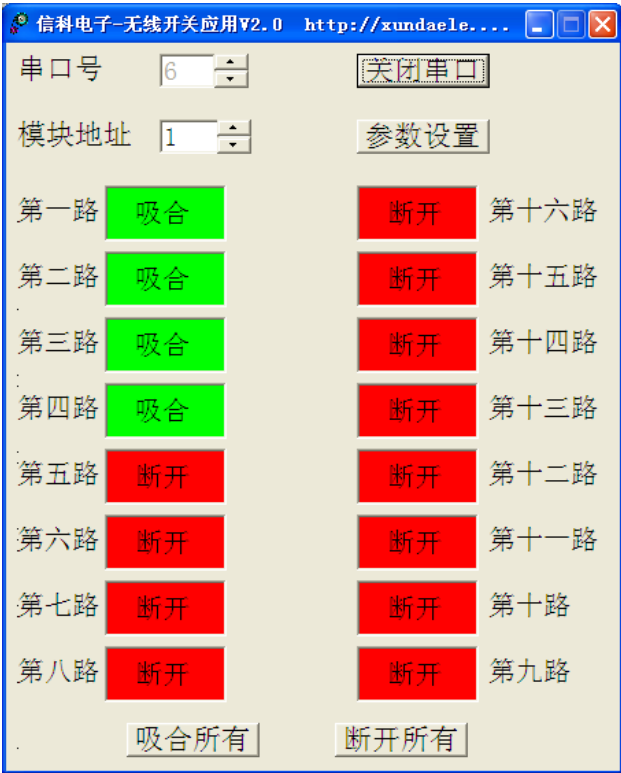 信科电子-无线开关应用V2.0 http://xundaele....
串口号 6 关闭串口
模块地址 1 参数设置
第一路 吸合 断开 第十六路
第二路 吸合 断开 第十五路
第三路 吸合 断开 第十四路
第四路 吸合 断开 第十三路
第五路 断开 断开 第十二路
第六路 断开 断开 第十一路
第七路 断开 断开 第十路
第八路 断开 断开 第九路
吸合所有 断开所有